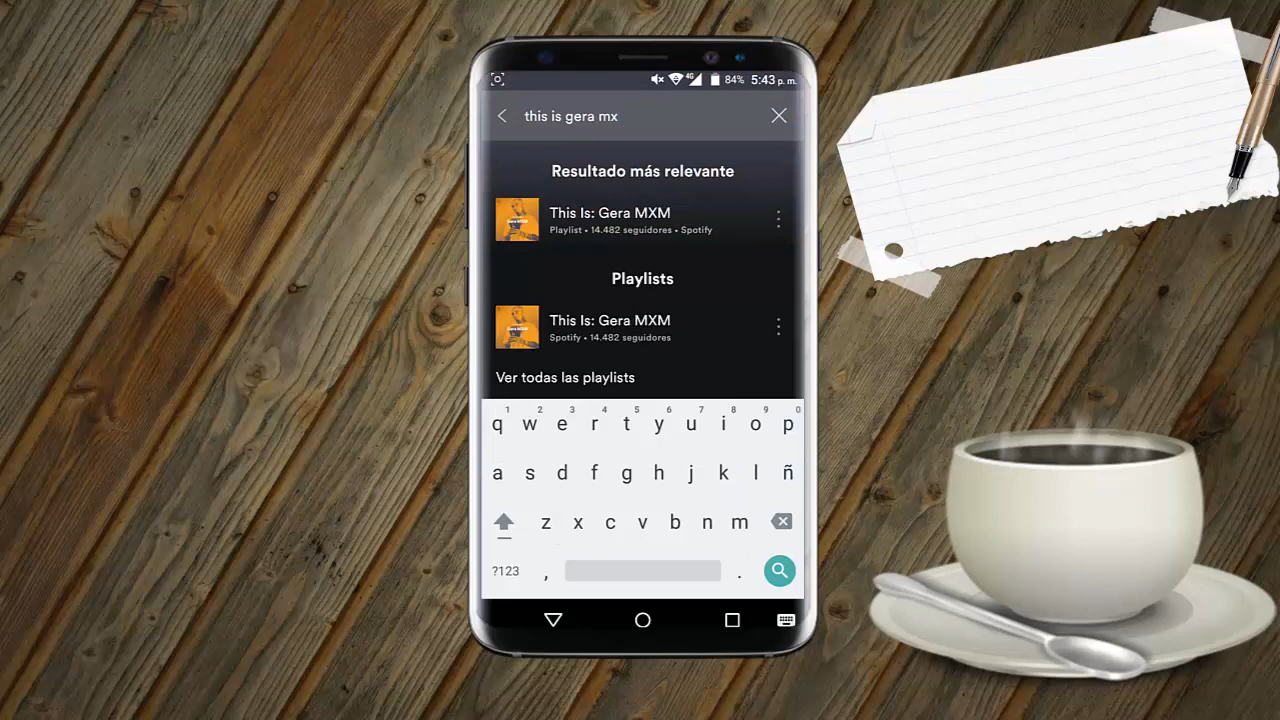 4G 84% 5:43 p. m.
this is gera mx
Resultado más relevante
This Is: Gera MXM
Playlist • 14.482 seguidores • Spotify
Playlists
This Is: Gera MXM
Spotify • 14.482 seguidores
Ver todas las playlists
1 2 3 4 5 6 7 8 9 0
q w e r t y u i o p
a s d f g h j k l ñ
z x c v b n m
?123 , .